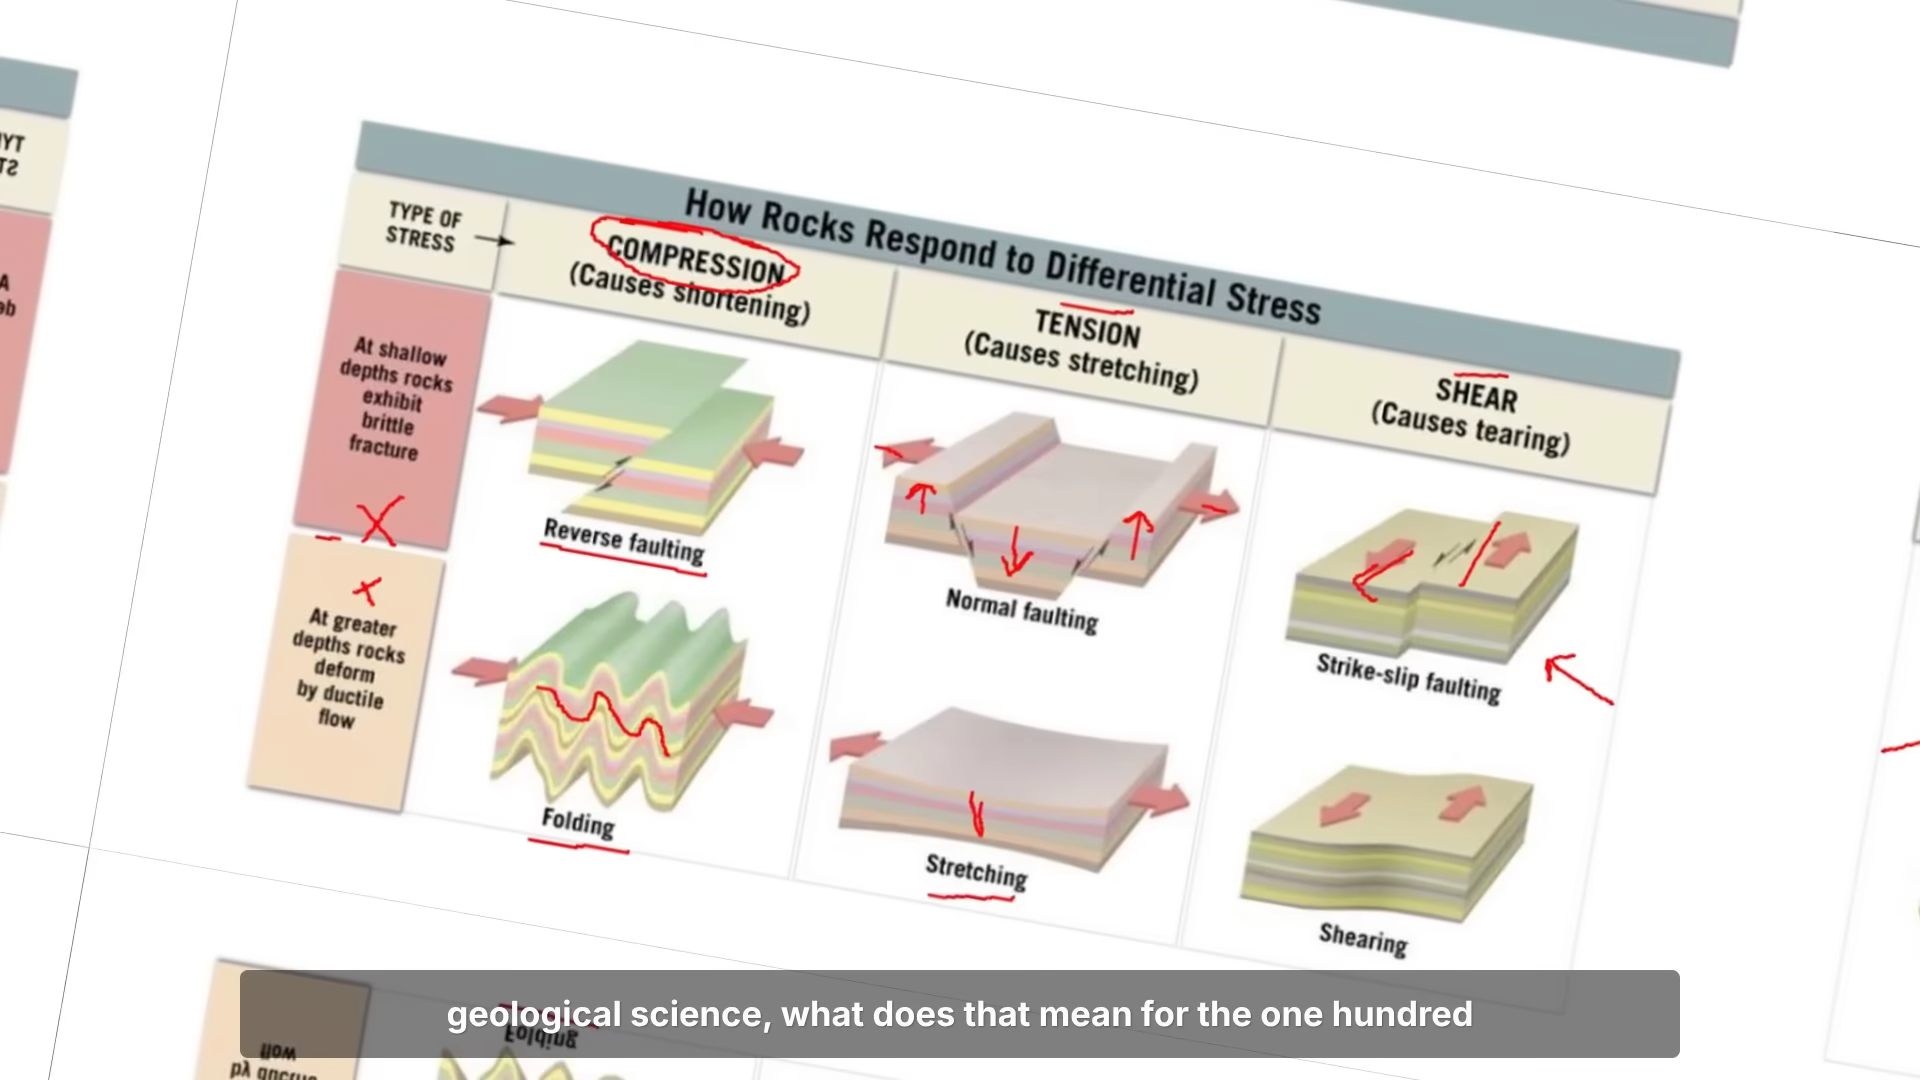 How Rocks Respond to Differential Stress
TYPE OF
STRESS
COMPRESSION
(Causes shortening)
TENSION
(Causes stretching)
SHEAR
(Causes tearing)
At shallow
depths rocks
exhibit
brittle
fracture
Reverse faulting
Normal faulting
Strike-slip faulting
At greater
depths rocks
deform
by ductile
flow
Folding
Stretching
Shearing
geological science, what does that mean for the one hundred
Folding
flow